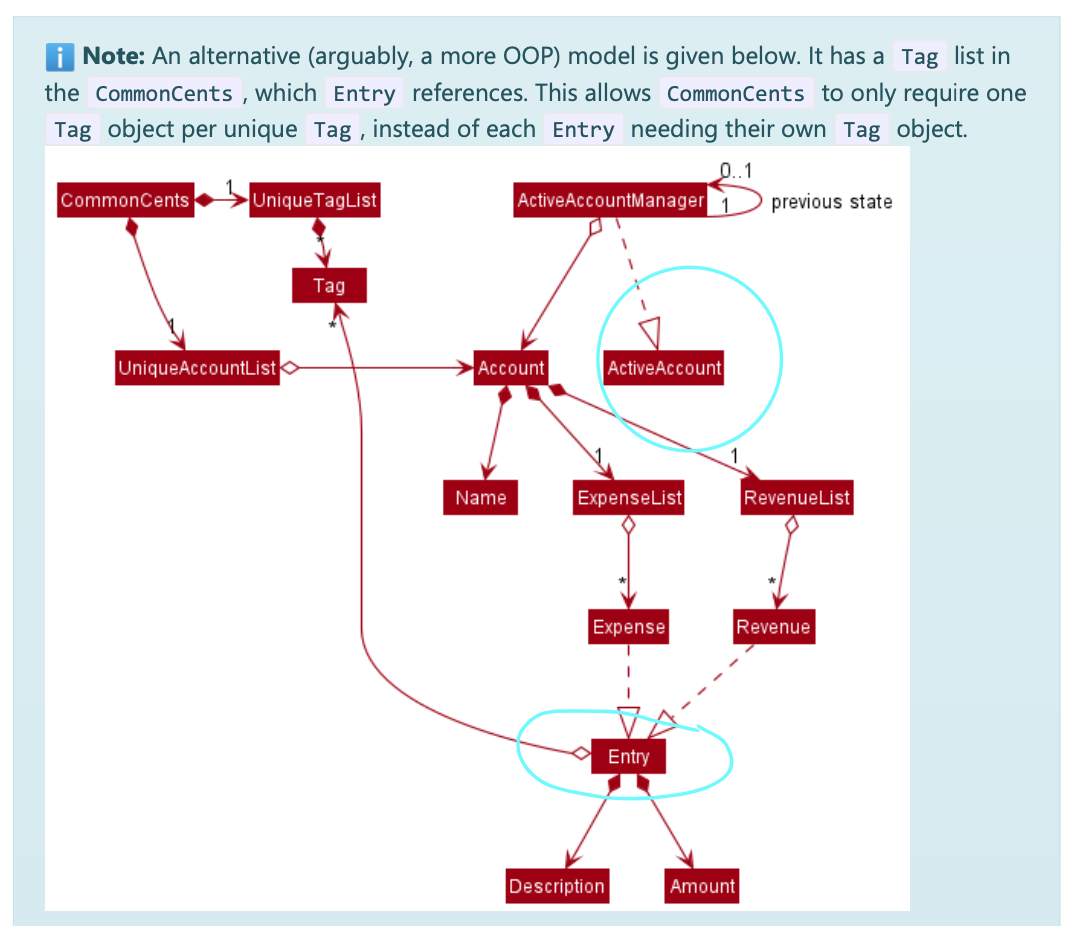 Note: An alternative (arguably, a more OOP) model is given below. It has a Tag list in
the CommonCents , which Entry references. This allows CommonCents to only require one
Tag object per unique Tag , instead of each Entry needing their own Tag object.
0..1
CommonCents 1 UniqueTagList ActiveAccountManager 1 previous state
*
Tag
*
1
UniqueAccountList Account ActiveAccount
1 1
Name ExpenseList RevenueList
* *
Expense Revenue
Entry
Description Amount